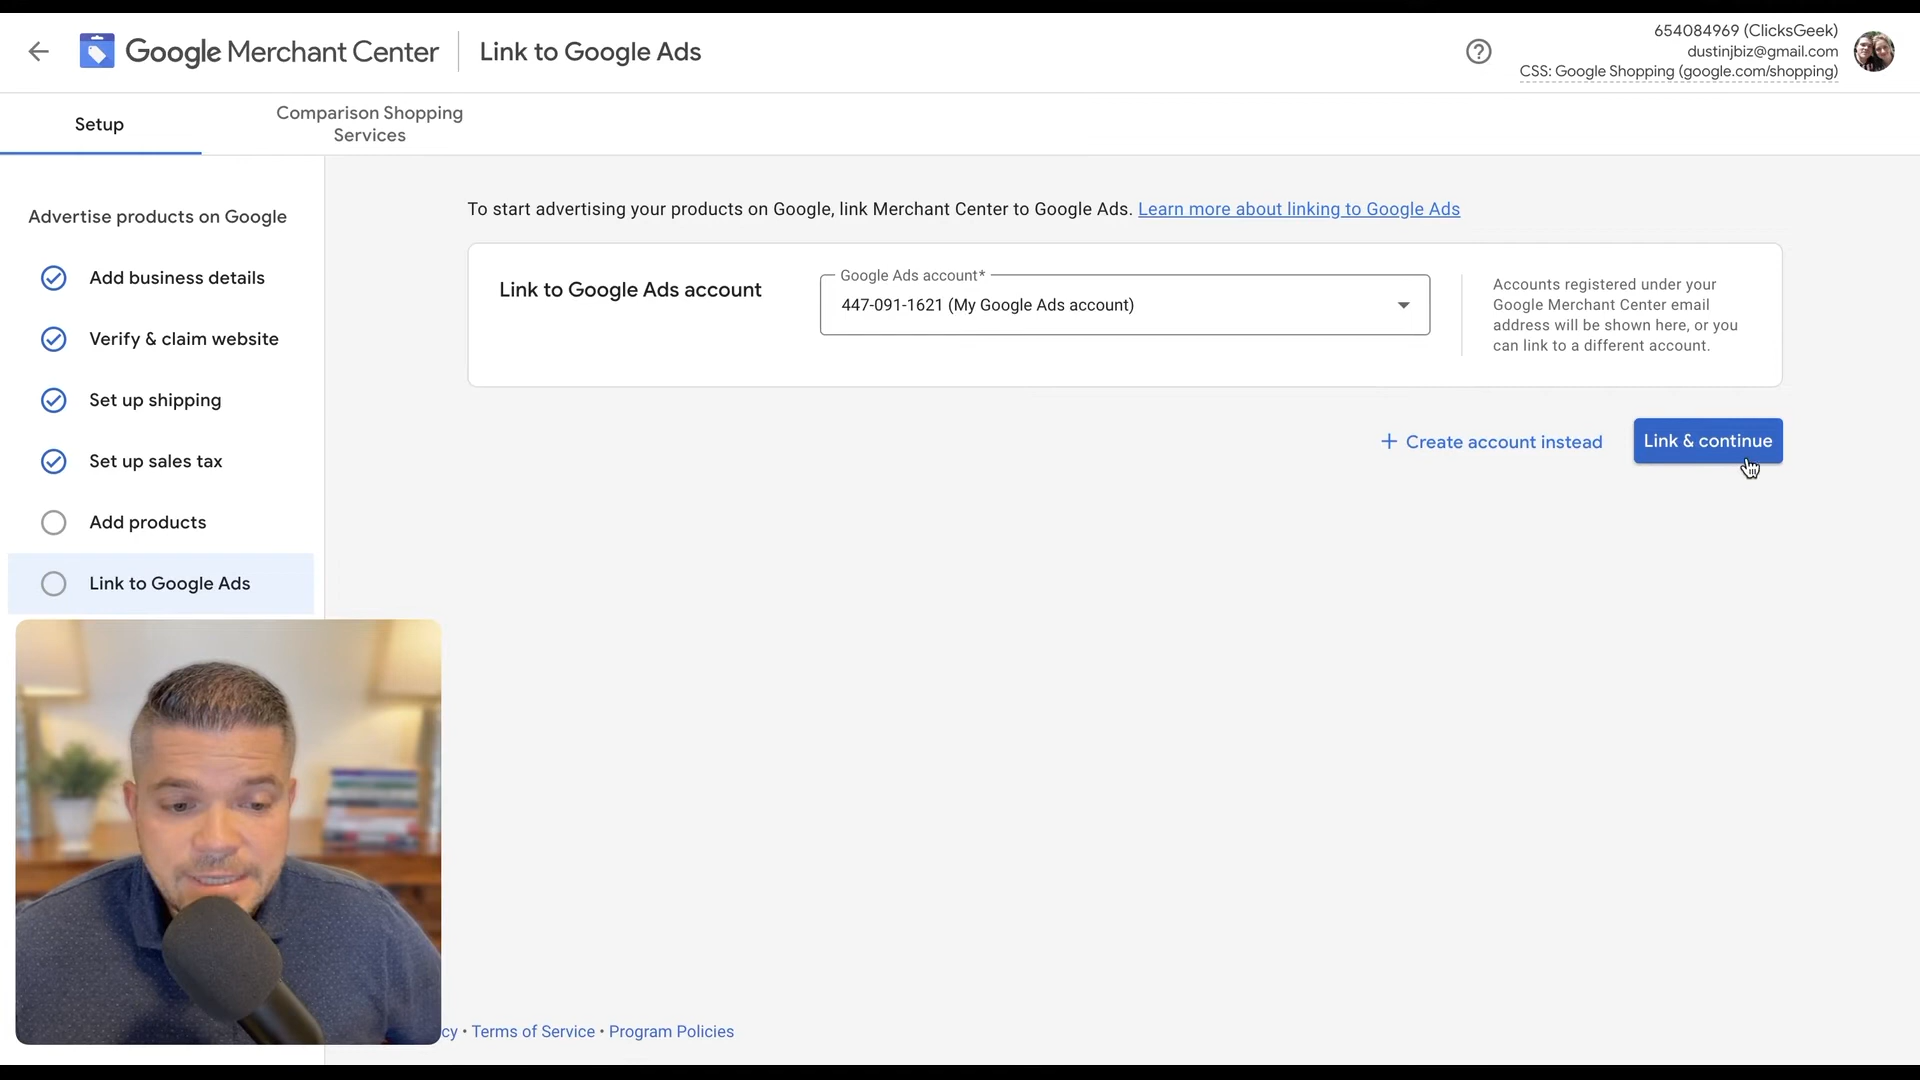 Google Merchant Center
Link to Google Ads
654084969 (ClicksGeek)
dustinjbiz@gmail.com
CSS: Google Shopping (google.com/shopping)
Setup
Comparison Shopping
Services
Advertise products on Google
Add business details
Verify & claim website
Set up shipping
Set up sales tax
Add products
Link to Google Ads
To start advertising your products on Google, link Merchant Center to Google Ads. Learn more about linking to Google Ads
Link to Google Ads account
Google Ads account*
447-091-1621 (My Google Ads account)
Accounts registered under your
Google Merchant Center email
address will be shown here, or you
can link to a different account.
+ Create account instead
Link & continue
cy • Terms of Service • Program Policies